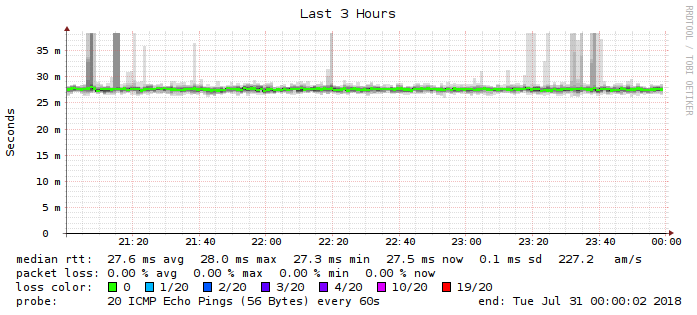 Last 3 Hours
RRDTOOL / TOBI OETIKER
Seconds
35 m
30 m
25 m
20 m
15 m
10 m
5 m
0
21:20 21:40 22:00 22:20 22:40 23:00 23:20 23:40 00:00
median rtt: 27.6 ms avg 28.0 ms max 27.3 ms min 27.5 ms now 0.1 ms sd 227.2 am/s
packet loss: 0.00 % avg 0.00 % max 0.00 % min 0.00 % now
loss color: 0 1/20 2/20 3/20 4/20 10/20 19/20
probe: 20 ICMP Echo Pings (56 Bytes) every 60s end: Tue Jul 31 00:00:02 2018